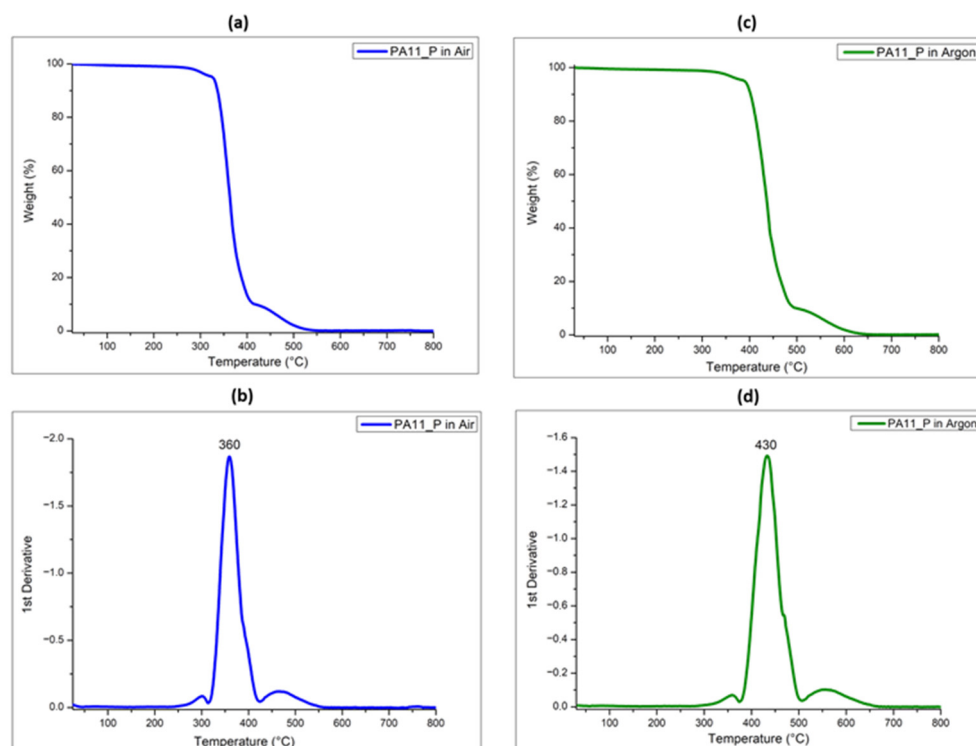 (a)
PA11_P in Air
100
80
60
40
20
0
Weight (%)
100 200 300 400 500 600 700 800
Temperature (°C)
(c)
PA11_P in Argon
100
80
60
40
20
0
Weight (%)
100 200 300 400 500 600 700 800
Temperature (°C)
(b)
PA11_P in Air
−2.0
−1.5
−1.0
−0.5
0.0
360
1st Derivative
100 200 300 400 500 600 700 800
Temperature (°C)
(d)
PA11_P in Argon
−1.6
−1.4
−1.2
−1.0
−0.8
−0.6
−0.4
−0.2
0.0
430
1st Derivative
100 200 300 400 500 600 700 800
Temperature (°C)